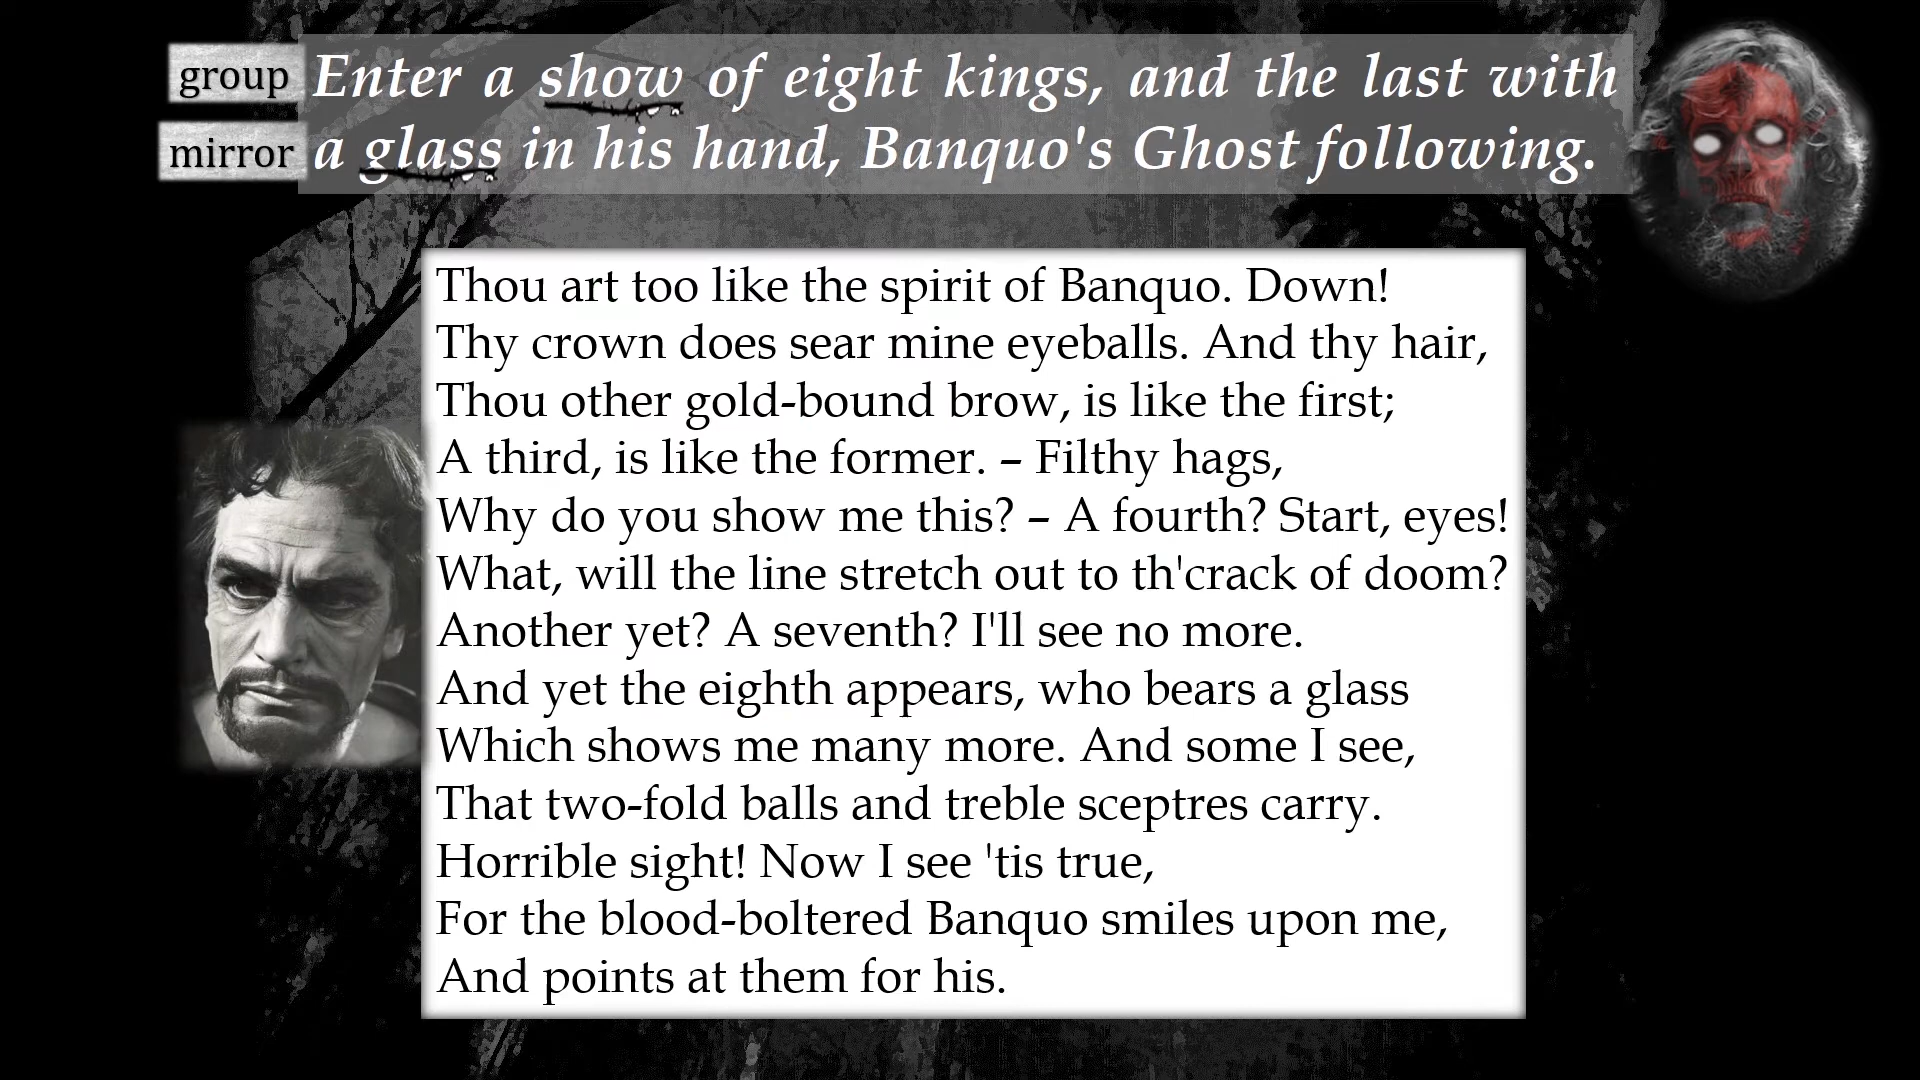 group
Enter a show of eight kings, and the last with
mirror
a glass in his hand, Banquo's Ghost following.
Thou art too like the spirit of Banquo. Down!
Thy crown does sear mine eyeballs. And thy hair,
Thou other gold-bound brow, is like the first;
A third, is like the former. – Filthy hags,
Why do you show me this? – A fourth? Start, eyes!
What, will the line stretch out to th'crack of doom?
Another yet? A seventh? I'll see no more.
And yet the eighth appears, who bears a glass
Which shows me many more. And some I see,
That two-fold balls and treble sceptres carry.
Horrible sight! Now I see 'tis true,
For the blood-boltered Banquo smiles upon me,
And points at them for his.